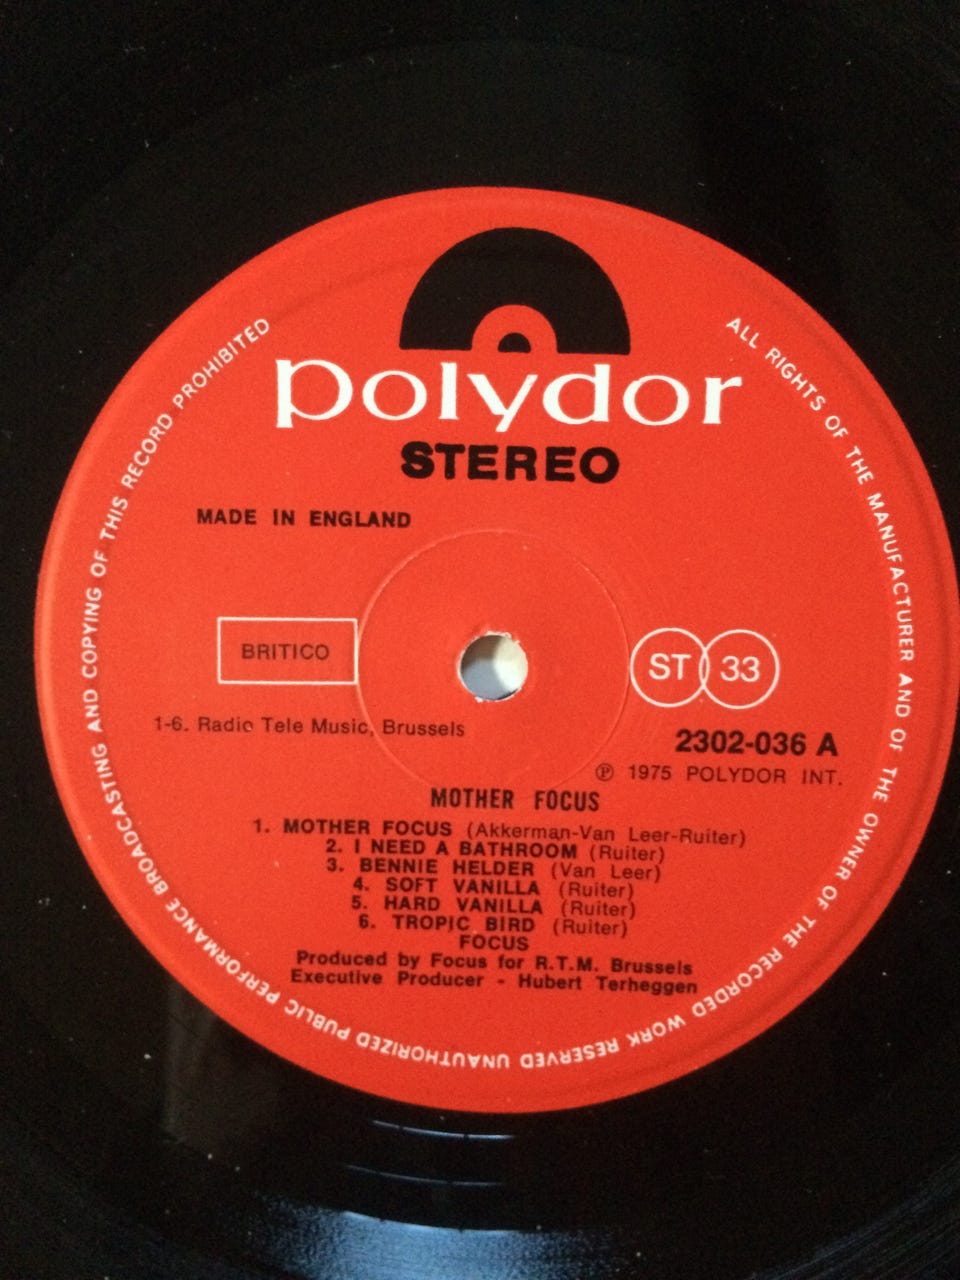 polydor
STEREO
MADE IN ENGLAND
BRITICO
ST 33
1-6. Radio Tele Music, Brussels
2302-036 A
Ⓟ 1975 POLYDOR INT.
MOTHER FOCUS
1. MOTHER FOCUS (Akkerman-Van Leer-Ruiter)
2. I NEED A BATHROOM (Ruiter)
3. BENNIE HELDER (Van Leer)
4. SOFT VANILLA (Ruiter)
5. HARD VANILLA (Ruiter)
6. TROPIC BIRD (Ruiter)
FOCUS
Produced by Focus for R.T.M. Brussels
Executive Producer - Hubert Terheggen
ALL RIGHTS OF THE MANUFACTURER AND OF THE OWNER OF THE RECORDED WORK RESERVED UNAUTHORIZED PUBLIC PERFORMANCE BROADCASTING AND COPYING OF THIS RECORD PROHIBITED